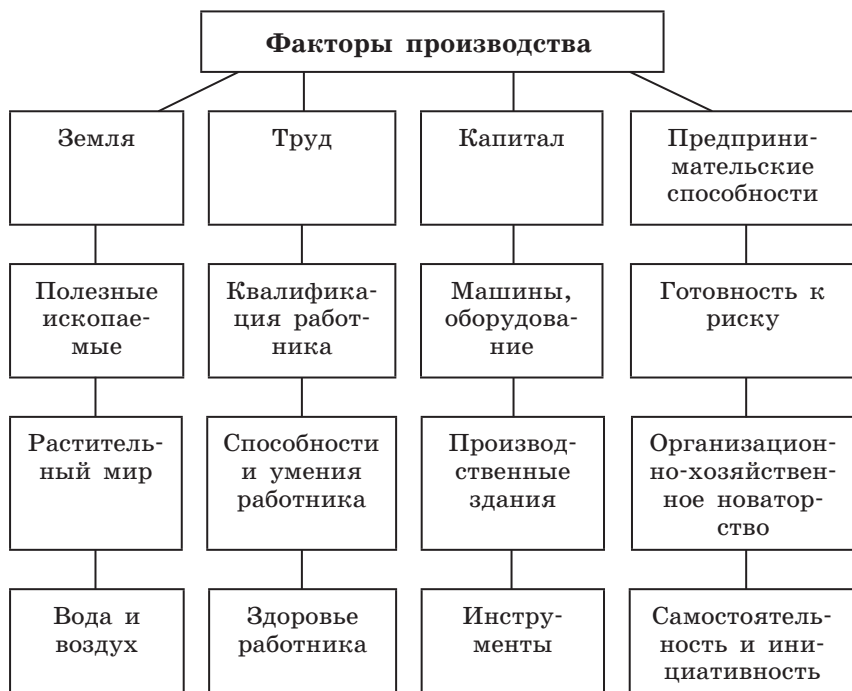 Факторы производства
Земля
Труд
Капитал
Предприни-
мательские
способности
Полезные
ископае-
мые
Квалифика-
ция работ-
ника
Машины,
оборудова-
ние
Готовность к
риску
Раститель-
ный мир
Способности
и умения
работника
Производ-
ственные
здания
Организацион-
но-хозяйствен-
ное новатор-
ство
Вода и
воздух
Здоровье
работника
Инстру-
менты
Самостоятель-
ность и ини-
циативность